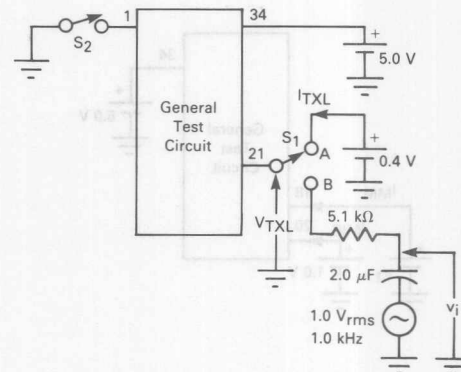 1
34
S2
5.0 V
General
Test
Circuit
ITXL
S1
A
21
0.4 V
B
VTXL
5.1 kΩ
2.0 μF
vi
1.0 Vrms
1.0 kHz